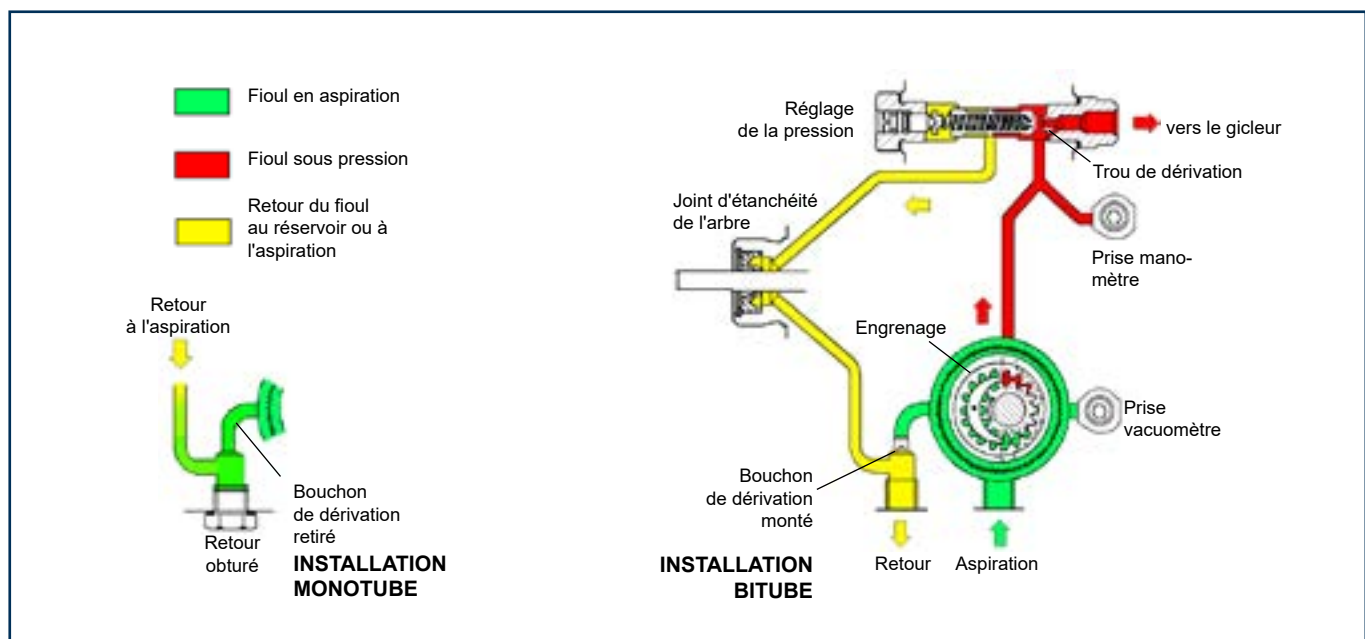 Fioul en aspiration
Fioul sous pression
Retour du fioul
au réservoir ou à
l'aspiration
Retour
à l'aspiration
Bouchon
de dérivation
retiré
Retour
obturé
INSTALLATION
MONOTUBE
Réglage
de la pression
vers le gicleur
Trou de dérivation
Joint d'étanchéité
de l'arbre
Prise mano-
mètre
Engrenage
Prise
vacuomètre
Bouchon
de dérivation
monté
INSTALLATION
BITUBE
Retour
Aspiration